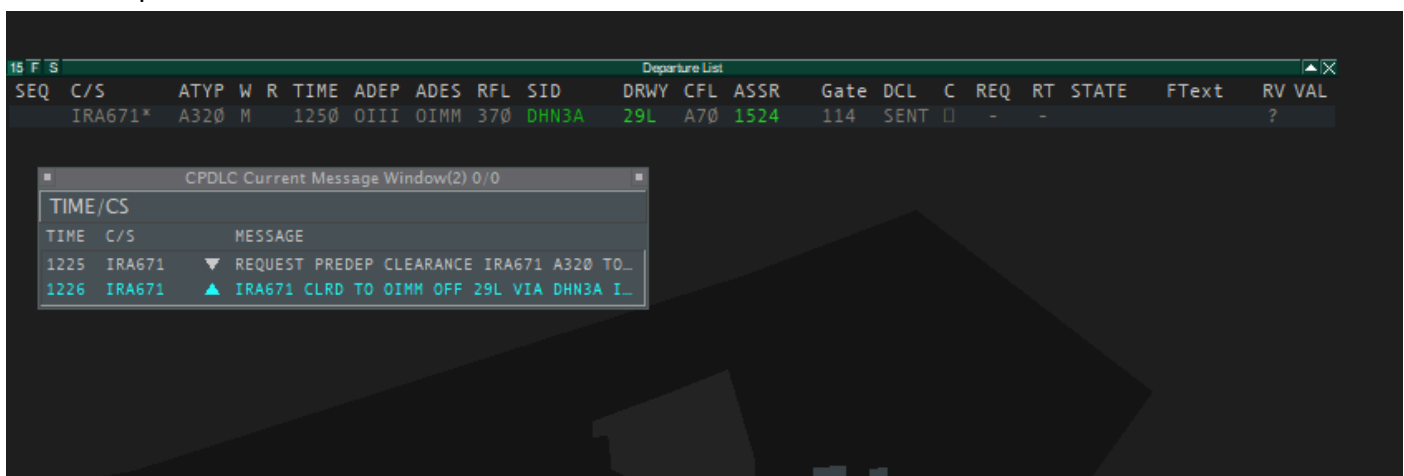 15 F S Departure List
SEQ C/S ATYP W R TIME ADEP ADES RFL SID DRWY CFL ASSR Gate DCL C REQ RT STATE FText RV VAL
IRA671* A320 M 1250 OIII OIMM 370 DHN3A 29L A70 1524 114 SENT - - ?
CPDLC Current Message Window(2) 0/0
TIME/CS
TIME C/S MESSAGE
1225 IRA671 ▼ REQUEST PREDEP CLEARANCE IRA671 A320 TO…
1226 IRA671 ▲ IRA671 CLRD TO OIMM OFF 29L VIA DHN3A I…